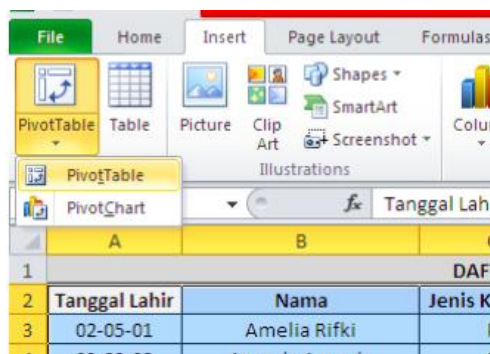 File Home Insert Page Layout Formulas
PivotTable Table Picture Clip Art Shapes SmartArt Screenshot
Illustrations
PivotTable
PivotChart
fx Tanggal Lah
A B
1 DAF
2 Tanggal Lahir Nama Jenis K
3 02-05-01 Amelia Rifki